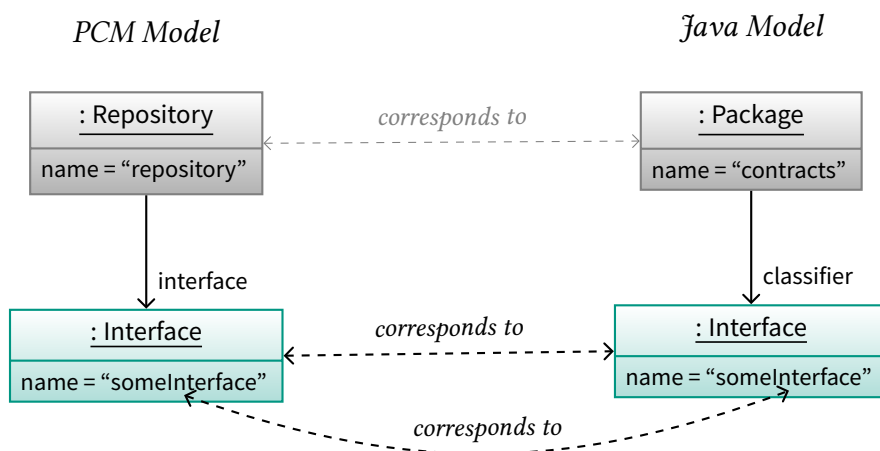 PCM Model
Java Model
: Repository
name = “repository”
corresponds to
: Package
name = “contracts”
interface
classifier
: Interface
name = “someInterface”
corresponds to
: Interface
name = “someInterface”
corresponds to